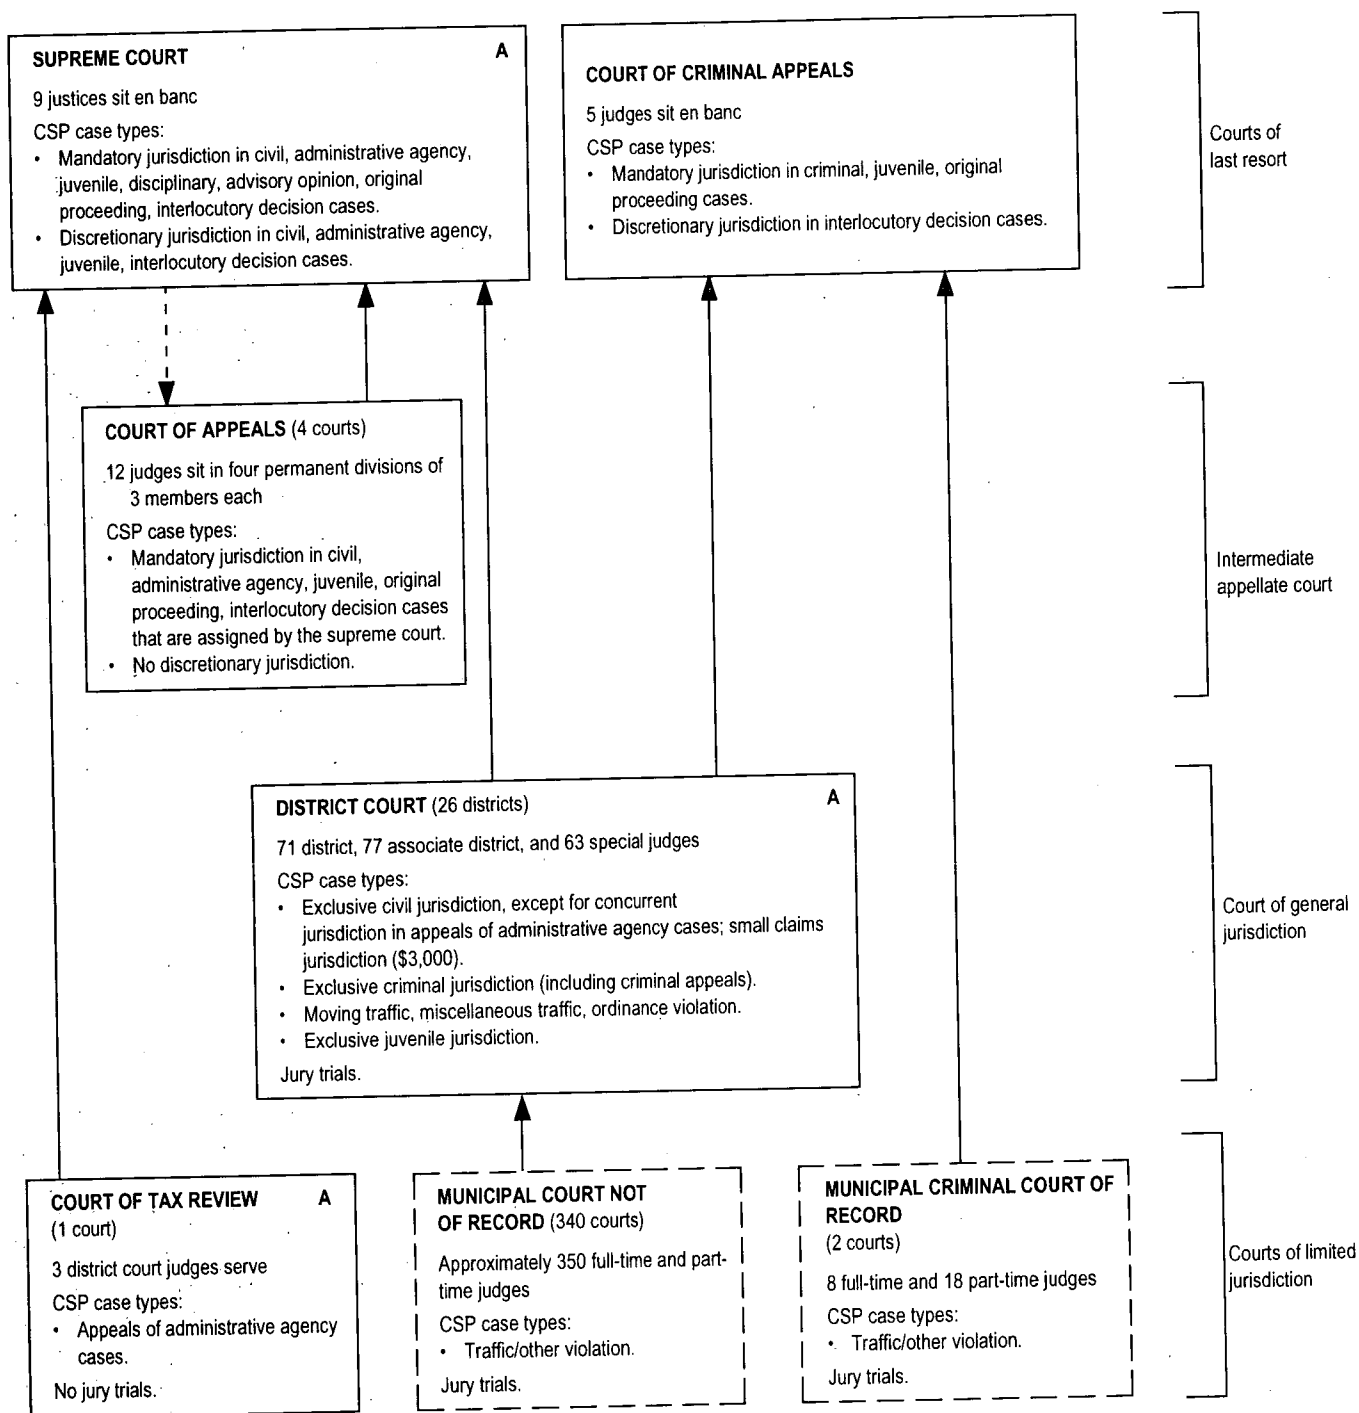 SUPREME COURT A
9 justices sit en banc
CSP case types:
• Mandatory jurisdiction in civil, administrative agency,
juvenile, disciplinary, advisory opinion, original
proceeding, interlocutory decision cases.
• Discretionary jurisdiction in civil, administrative agency,
juvenile, interlocutory decision cases.
COURT OF CRIMINAL APPEALS
5 judges sit en banc
CSP case types:
• Mandatory jurisdiction in criminal, juvenile, original
proceeding cases.
• Discretionary jurisdiction in interlocutory decision cases.
Courts of
last resort
COURT OF APPEALS (4 courts)
12 judges sit in four permanent divisions of
3 members each
CSP case types:
• Mandatory jurisdiction in civil,
administrative agency, juvenile, original
proceeding, interlocutory decision cases
that are assigned by the supreme court.
• No discretionary jurisdiction.
Intermediate
appellate court
DISTRICT COURT (26 districts) A
71 district, 77 associate district, and 63 special judges
CSP case types:
• Exclusive civil jurisdiction, except for concurrent
jurisdiction in appeals of administrative agency cases; small claims
jurisdiction ($3,000).
• Exclusive criminal jurisdiction (including criminal appeals).
• Moving traffic, miscellaneous traffic, ordinance violation.
• Exclusive juvenile jurisdiction.
Jury trials.
Court of general
jurisdiction
COURT OF TAX REVIEW A
(1 court)
3 district court judges serve
CSP case types:
• Appeals of administrative agency
cases.
No jury trials.
MUNICIPAL COURT NOT
OF RECORD (340 courts)
Approximately 350 full-time and part-
time judges
CSP case types:
• Traffic/other violation.
Jury trials.
MUNICIPAL CRIMINAL COURT OF
RECORD
(2 courts)
8 full-time and 18 part-time judges
CSP case types:
• Traffic/other violation.
Jury trials.
Courts of limited
jurisdiction